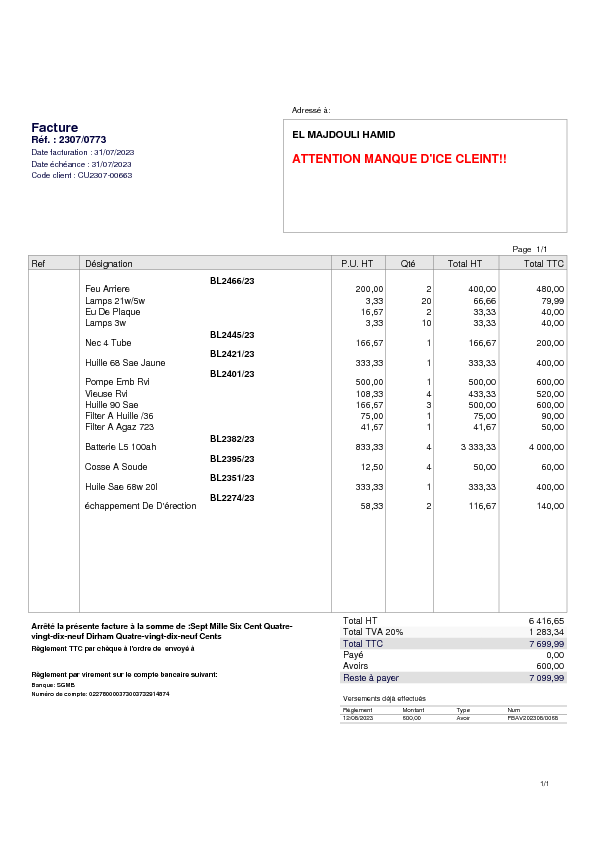 Adressé à:
Facture
Réf. : 2307/0773
Date facturation : 31/07/2023
Date échéance : 31/07/2023
Code client : CU2307-00663
EL MAJDOULI HAMID
ATTENTION MANQUE D'ICE CLEINT!!
Page 1/1
Ref Désignation P.U. HT Qté Total HT Total TTC
BL2466/23
Feu Arriere 200,00 2 400,00 480,00
Lamps 21w/5w 3,33 20 66,66 79,99
Eu De Plaque 16,67 2 33,33 40,00
Lamps 3w 3,33 10 33,33 40,00
BL2445/23
Nec 4 Tube 166,67 1 166,67 200,00
BL2421/23
Huille 68 Sae Jaune 333,33 1 333,33 400,00
BL2401/23
Pompe Emb Rvi 500,00 1 500,00 600,00
Vieuse Rvi 108,33 4 433,33 520,00
Huille 90 Sae 166,67 3 500,00 600,00
Filter A Huille /36 75,00 1 75,00 90,00
Filter A Agaz 723 41,67 1 41,67 50,00
BL2382/23
Batterie L5 100ah 833,33 4 3 333,33 4 000,00
BL2395/23
Cosse A Soude 12,50 4 50,00 60,00
BL2351/23
Huile Sae 68w 20l 333,33 1 333,33 400,00
BL2274/23
échappement De D'érection 58,33 2 116,67 140,00
Arrêté la présente facture à la somme de :Sept Mille Six Cent Quatre-
vingt-dix-neuf Dirham Quatre-vingt-dix-neuf Cents
Règlement TTC par chèque à l'ordre de envoyé à
Règlement par virement sur le compte bancaire suivant:
Banque: SGMB
Numéro de compte: 
Total HT 6 416,65
Total TVA 20% 1 283,34
Total TTC 7 699,99
Payé 0,00
Avoirs 600,00
Reste à payer 7 099,99
Versements déjà effectués
Règlement Montant Type Num
12/08/2023 600,00 Avoir
1/1